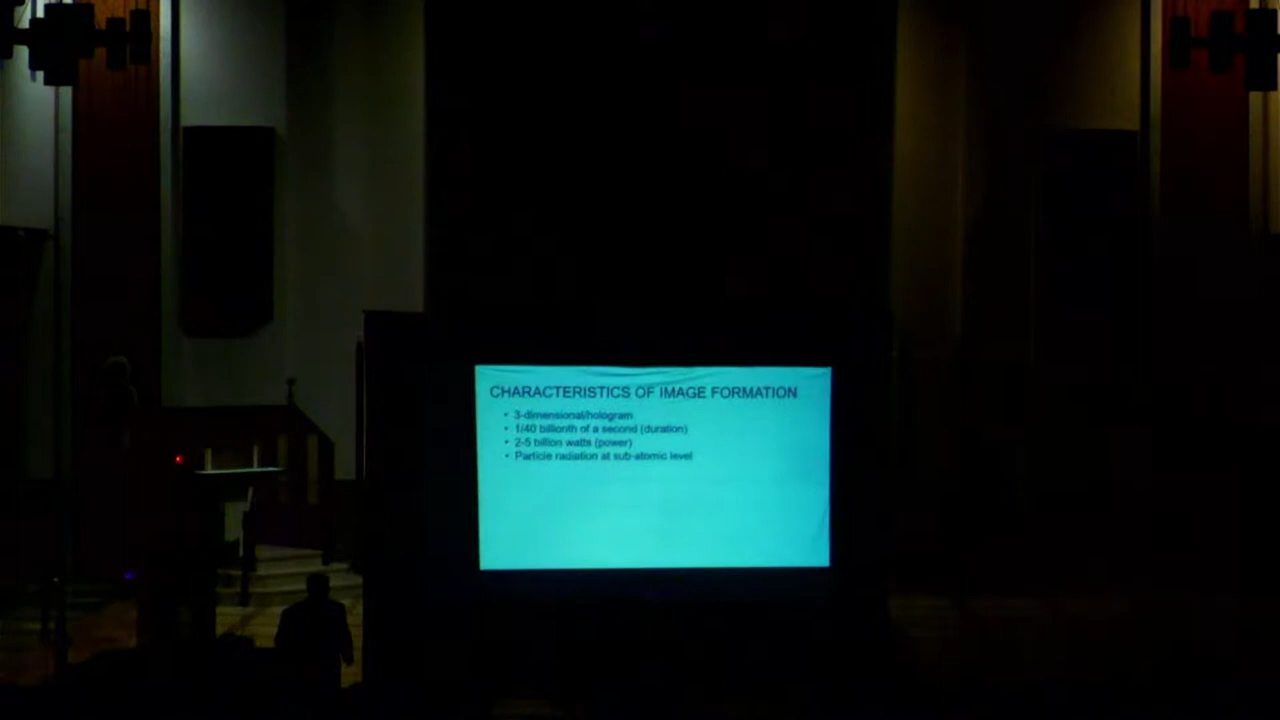 CHARACTERISTICS OF IMAGE FORMATION
• 3-dimensional/hologram
• 1/40 billionth of a second (duration)
• 2-5 billion watts (power)
• Particle radiation at sub-atomic level